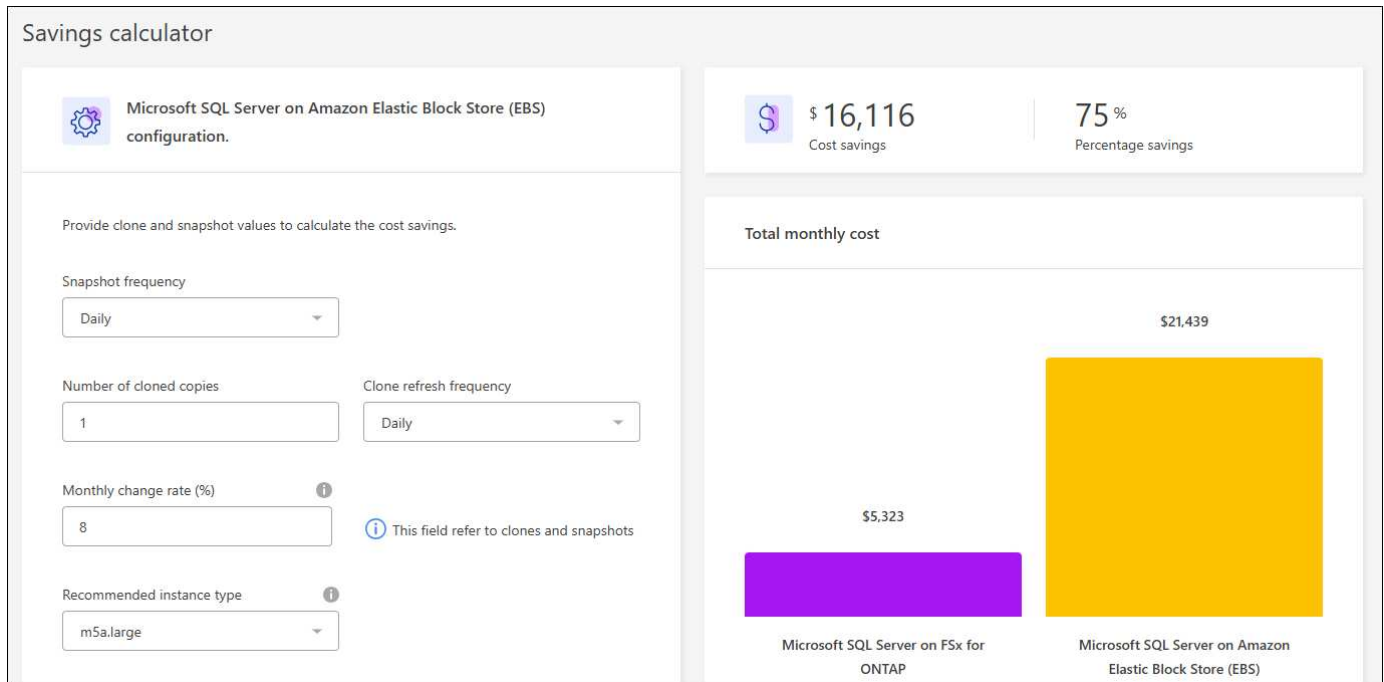 Savings calculator
Microsoft SQL Server on Amazon Elastic Block Store (EBS)
configuration.
Provide clone and snapshot values to calculate the cost savings.
Snapshot frequency
Daily
Number of cloned copies
Clone refresh frequency
1
Daily
Monthly change rate (%)
8
This field refer to clones and snapshots
Recommended instance type
m5a.large
$ 16,116
Cost savings
75 %
Percentage savings
Total monthly cost
$21,439
$5,323
Microsoft SQL Server on FSx for
ONTAP
Microsoft SQL Server on Amazon
Elastic Block Store (EBS)